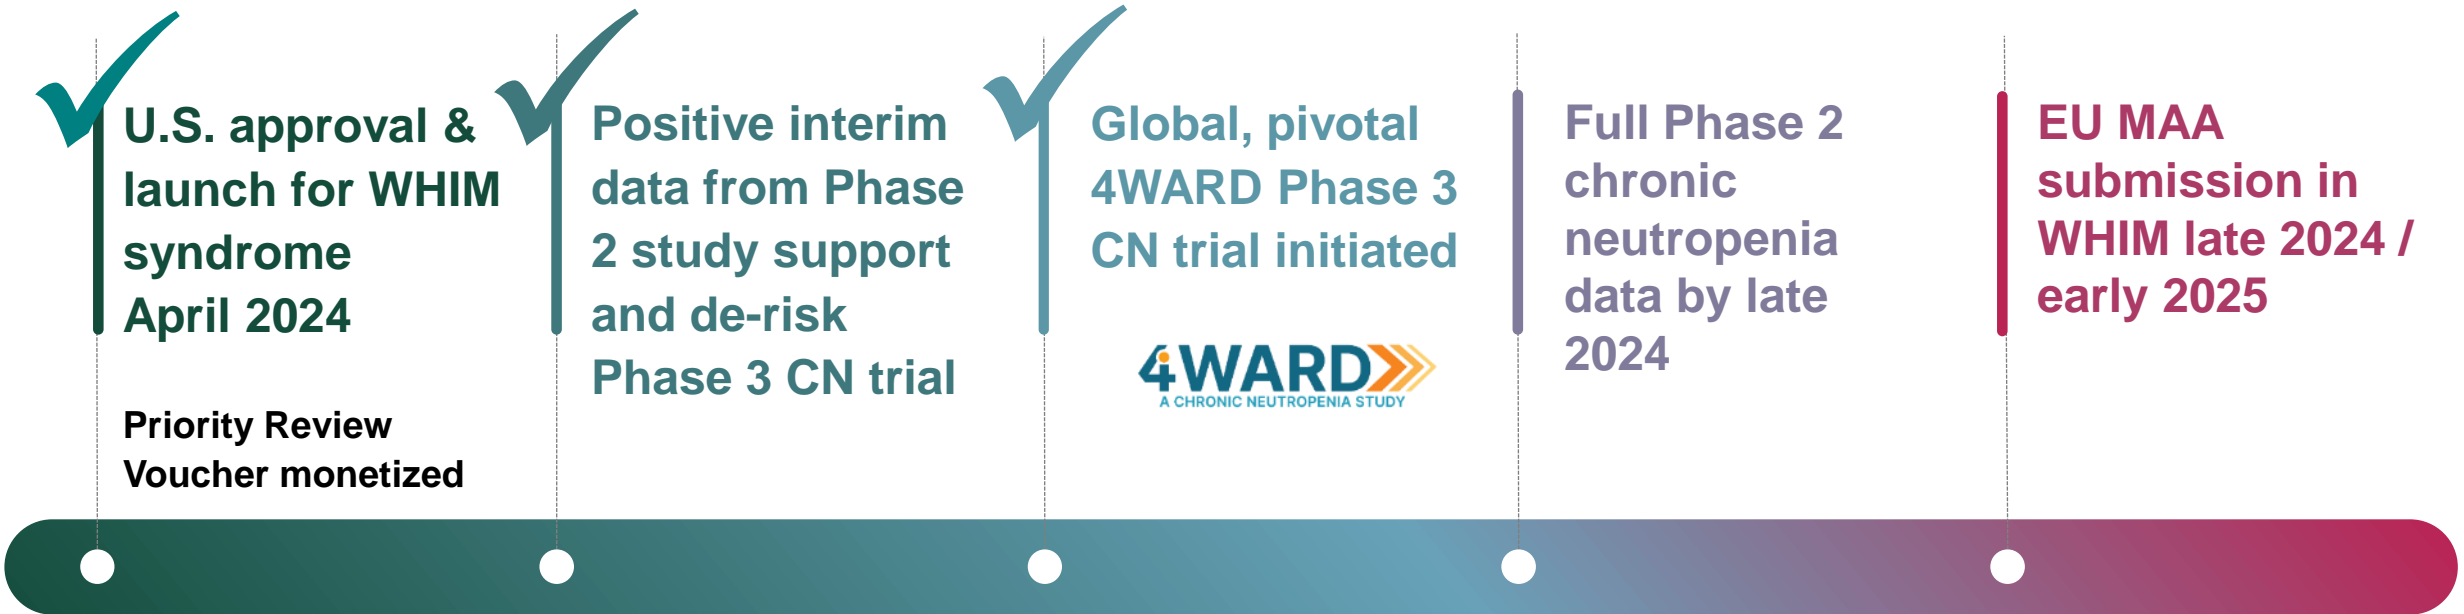 U.S. approval &
launch for WHIM
syndrome
April 2024
Priority Review
Voucher monetized
Positive interim
data from Phase
2 study support
and de-risk
Phase 3 CN trial
Global, pivotal
4WARD Phase 3
CN trial initiated
4WARD
A CHRONIC NEUTROPENIA STUDY
Full Phase 2
chronic
neutropenia
data by late
2024
EU MAA
submission in
WHIM late 2024 /
early 2025